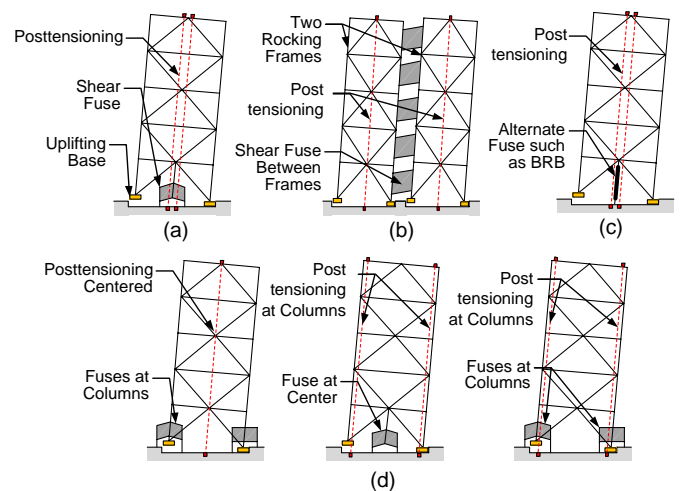 Posttensioning
Shear
Fuse
Uplifting
Base
(a)
Two
Rocking
Frames
Post
tensioning
Shear Fuse
Between
Frames
(b)
Post
tensioning
Alternate
Fuse such
as BRB
(c)
Posttensioning
Centered
Fuses at
Columns
Post
tensioning
at Columns
Fuse at
Center
Post
tensioning
at Columns
Fuses at
Columns
(d)